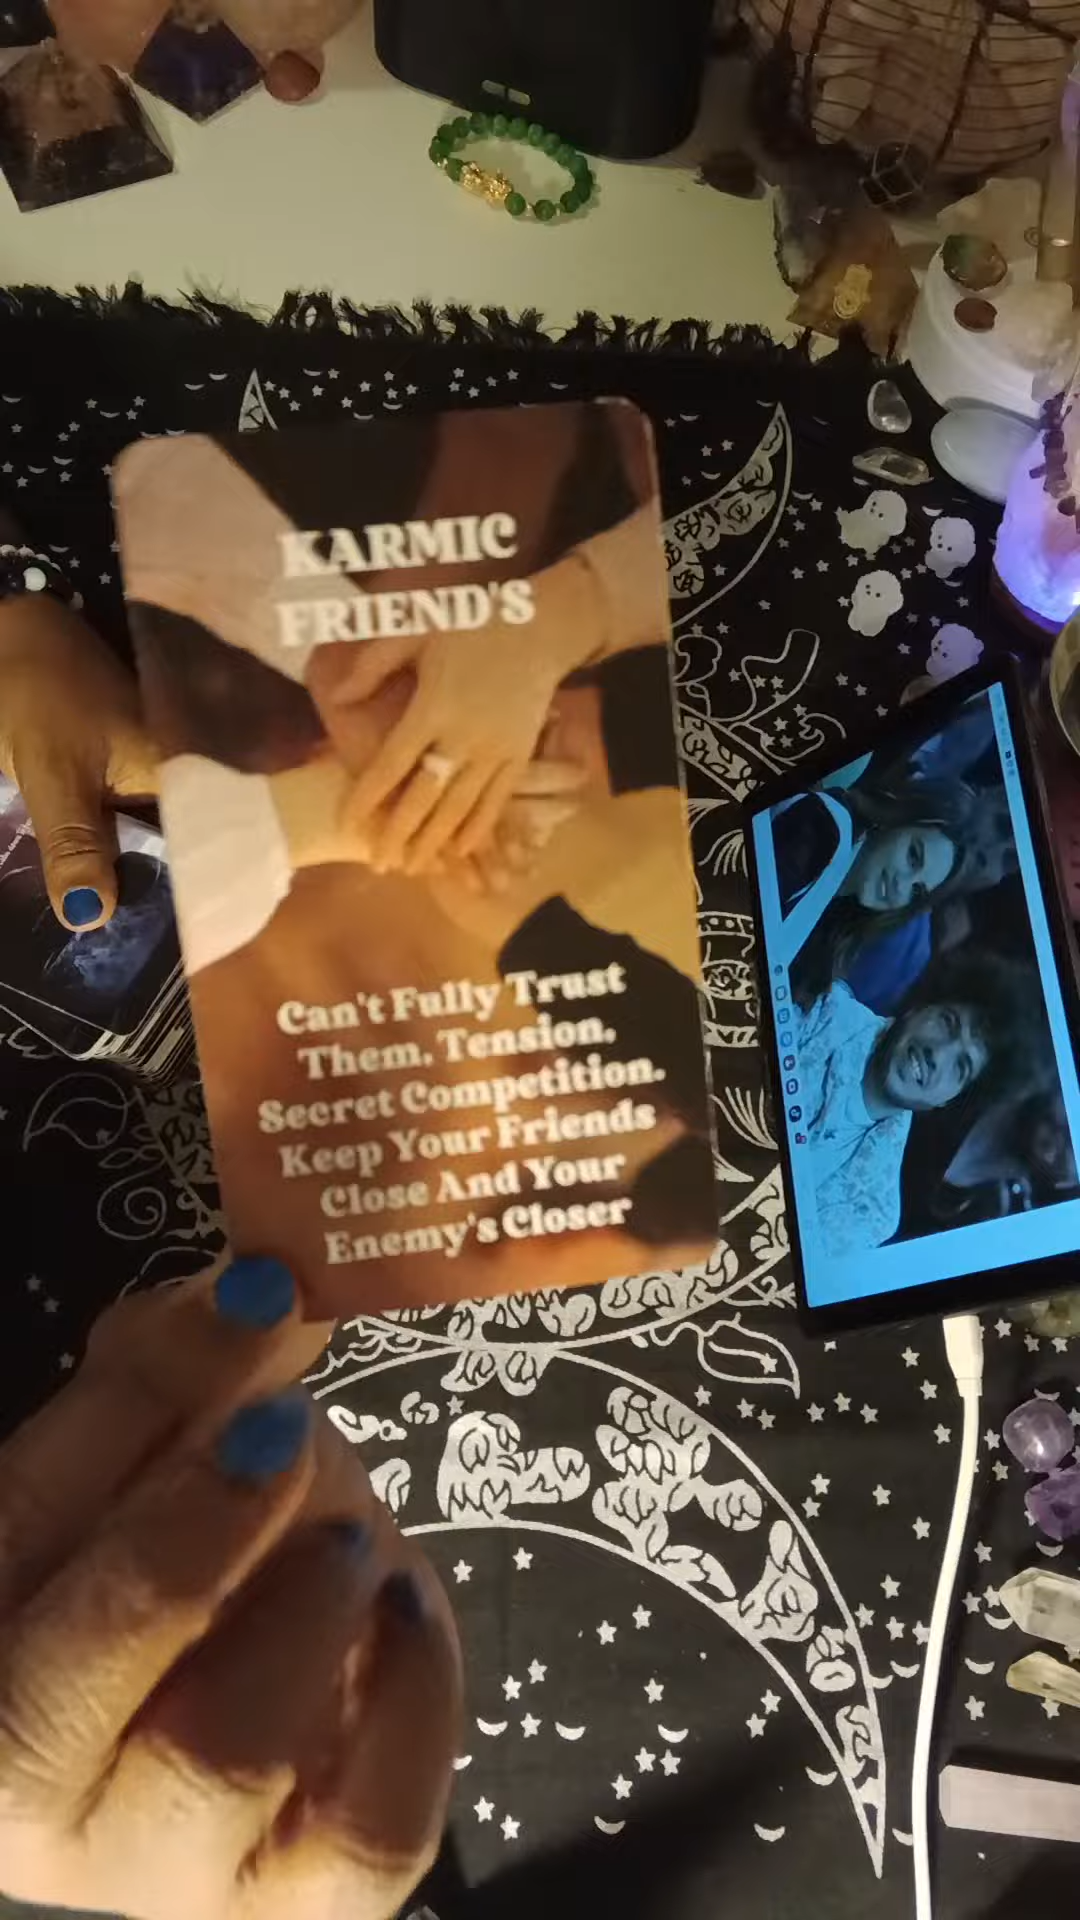 KARMIC
FRIEND'S
Can't Fully Trust
Them. Tension.
Secret Competition.
Keep Your Friends
Close And Your
Enemy's Closer